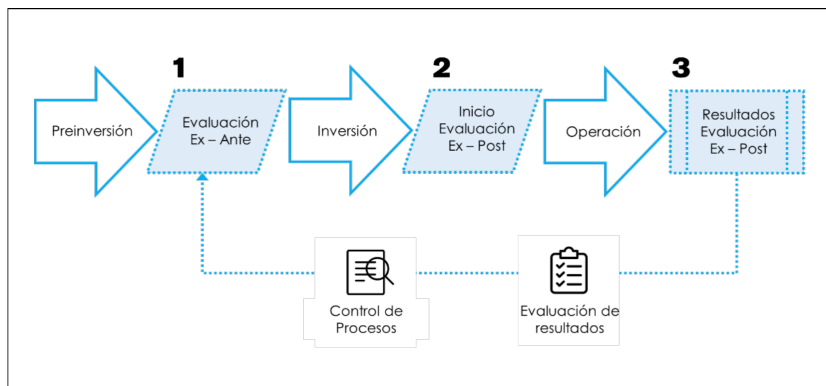 1
2
3
Preinversión
Evaluación
Ex – Ante
Inversión
Inicio
Evaluación
Ex – Post
Operación
Resultados
Evaluación
Ex – Post
Control de
Procesos
Evaluación de
resultados